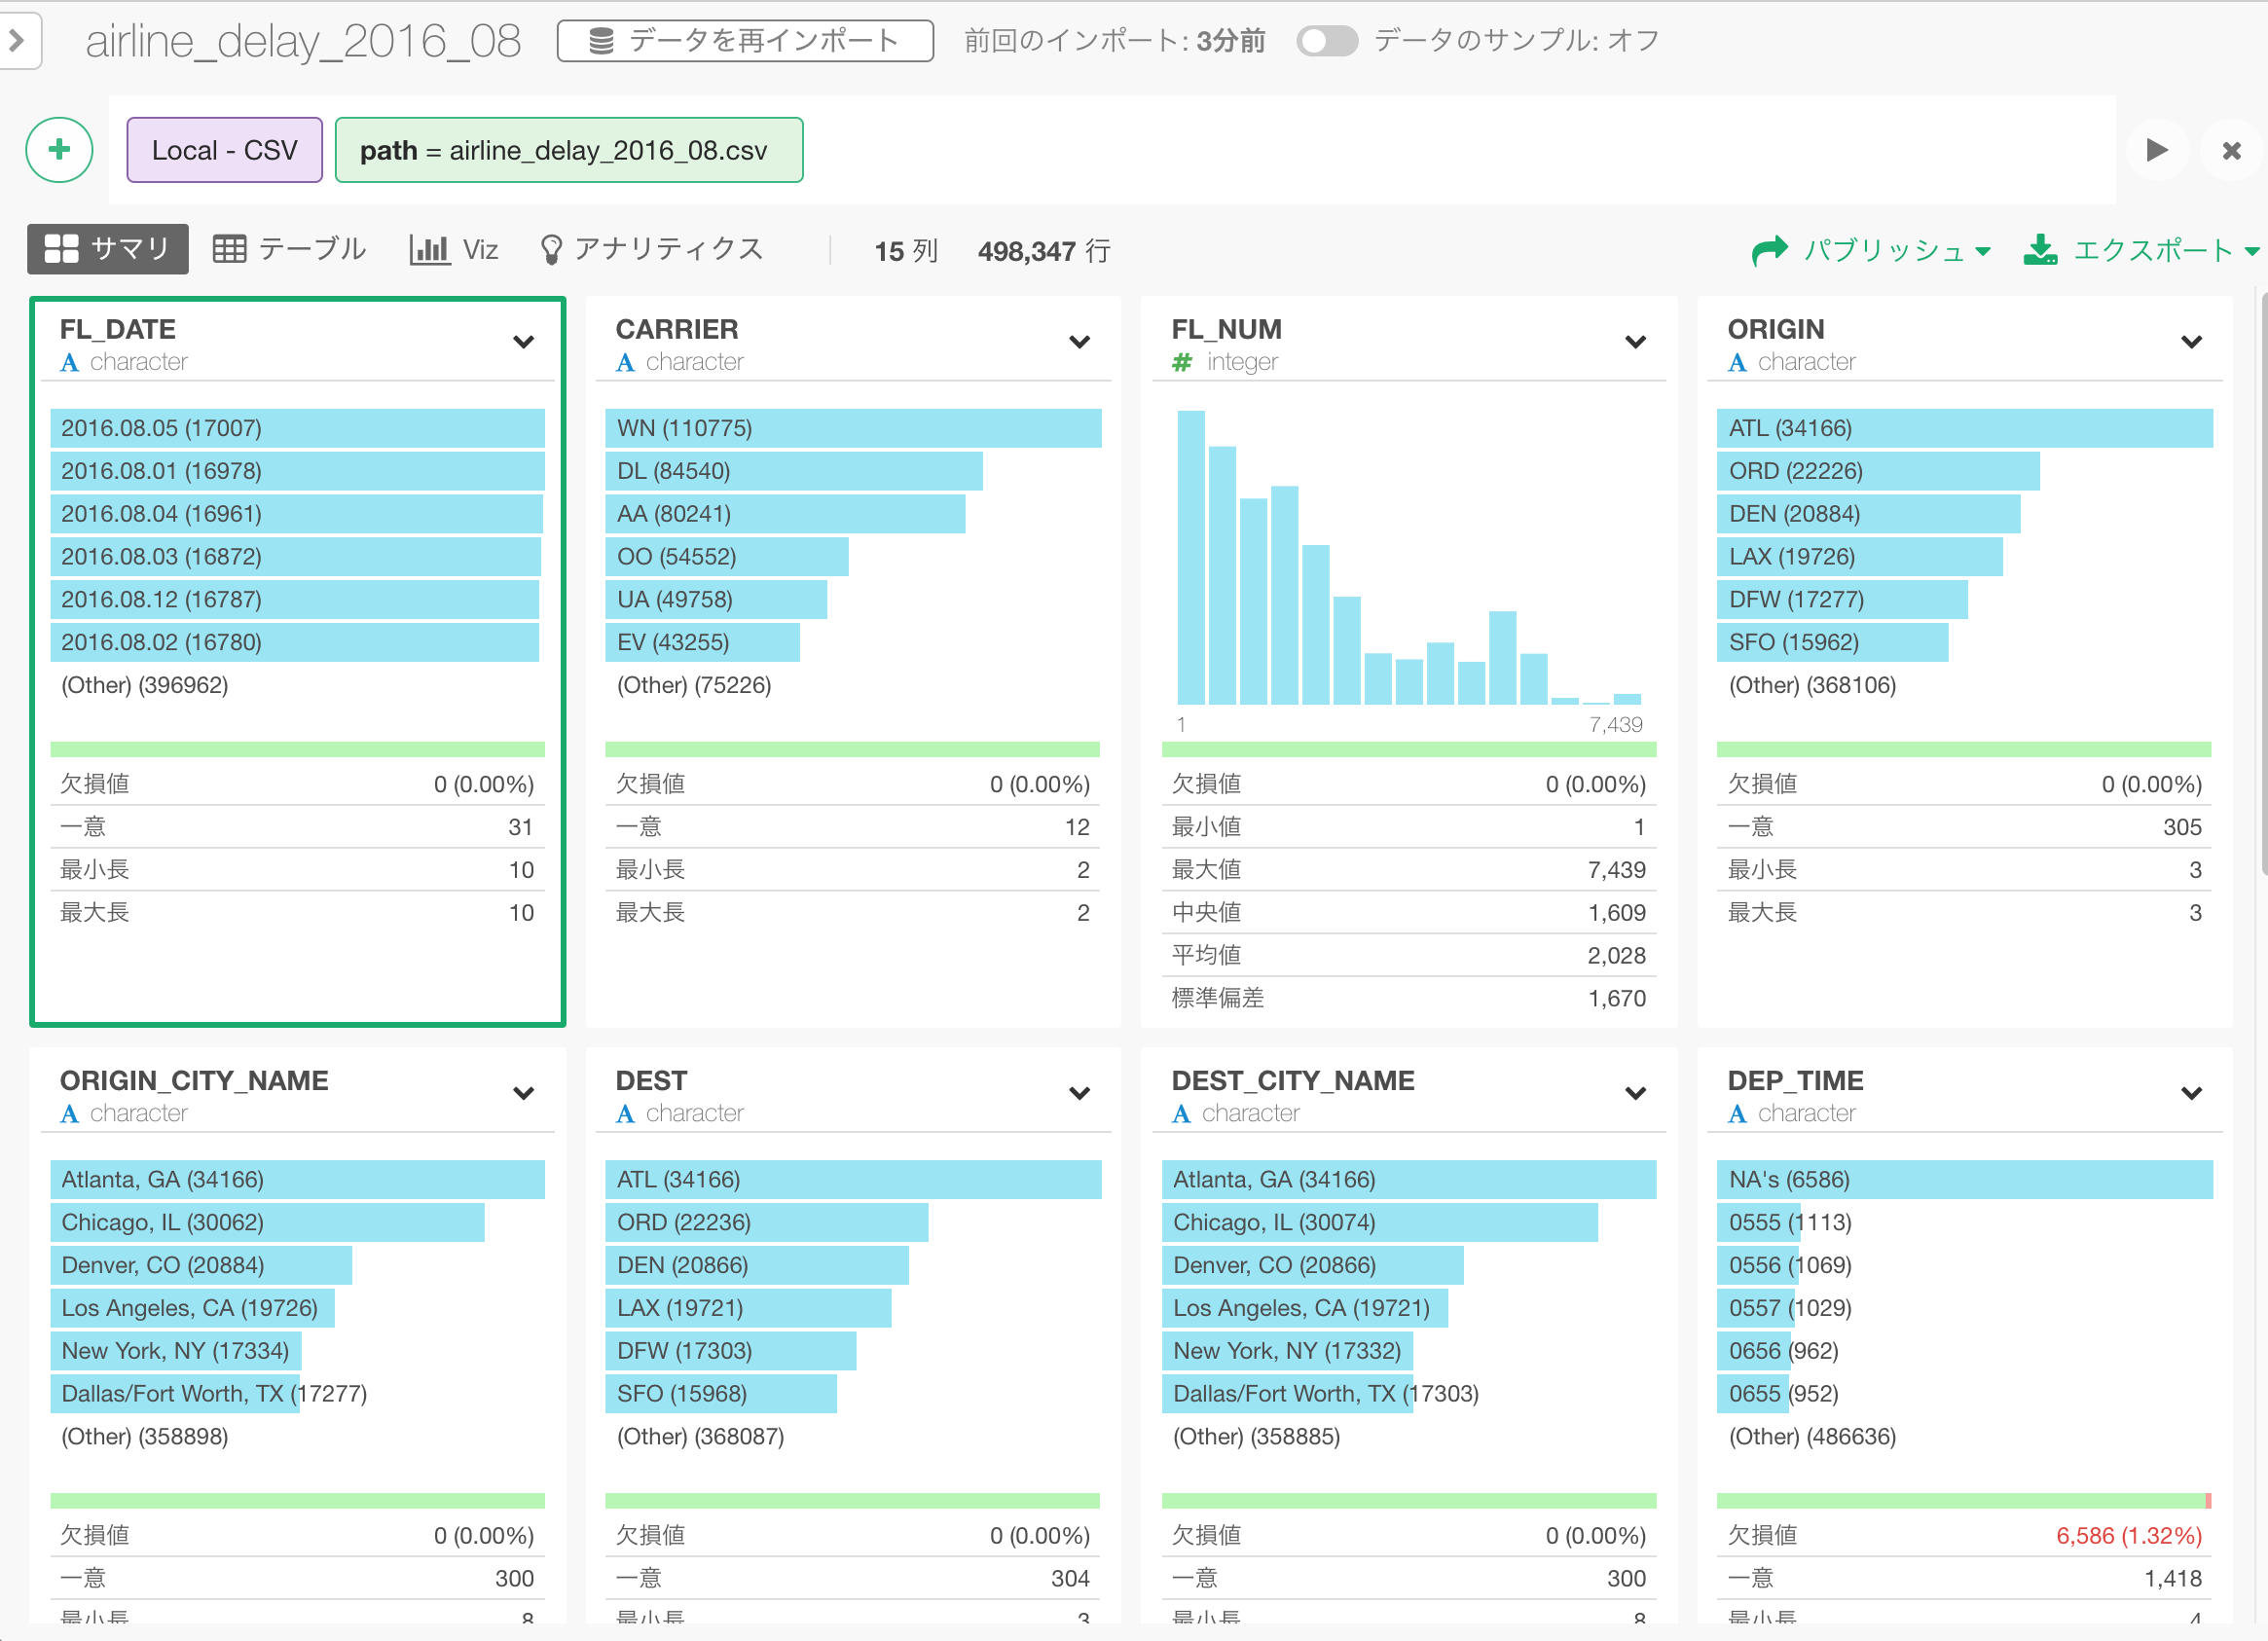 airline_delay_2016_08 データを再インポート 前回のインポート: 3分前 データのサンプル: オフ
Local - CSV path = airline_delay_2016_08.csv
サマリ テーブル Viz アナリティクス 15 列 498,347 行 パブリッシュ エクスポート
FL_DATE
A character
2016.08.05 (17007)
2016.08.01 (16978)
2016.08.04 (16961)
2016.08.03 (16872)
2016.08.12 (16787)
2016.08.02 (16780)
(Other) (396962)
欠損値 0 (0.00%)
一意 31
最小長 10
最大長 10
CARRIER
A character
WN (110775)
DL (84540)
AA (80241)
OO (54552)
UA (49758)
EV (43255)
(Other) (75226)
欠損値 0 (0.00%)
一意 12
最小長 2
最大長 2
FL_NUM
# integer
1 7,439
欠損値 0 (0.00%)
最小値 1
最大値 7,439
中央値 1,609
平均値 2,028
標準偏差 1,670
ORIGIN
A character
ATL (34166)
ORD (22226)
DEN (20884)
LAX (19726)
DFW (17277)
SFO (15962)
(Other) (368106)
欠損値 0 (0.00%)
一意 305
最小長 3
最大長 3
ORIGIN_CITY_NAME
A character
Atlanta, GA (34166)
Chicago, IL (30062)
Denver, CO (20884)
Los Angeles, CA (19726)
New York, NY (17334)
Dallas/Fort Worth, TX (17277)
(Other) (358898)
欠損値 0 (0.00%)
一意 300
最小長 8
DEST
A character
ATL (34166)
ORD (22236)
DEN (20866)
LAX (19721)
DFW (17303)
SFO (15968)
(Other) (368087)
欠損値 0 (0.00%)
一意 304
最小長 3
DEST_CITY_NAME
A character
Atlanta, GA (34166)
Chicago, IL (30074)
Denver, CO (20866)
Los Angeles, CA (19721)
New York, NY (17332)
Dallas/Fort Worth, TX (17303)
(Other) (358885)
欠損値 0 (0.00%)
一意 300
最小長 8
DEP_TIME
A character
NA's (6586)
0555 (1113)
0556 (1069)
0557 (1029)
0656 (962)
0655 (952)
(Other) (486636)
欠損値 6,586 (1.32%)
一意 1,418
最小長 4